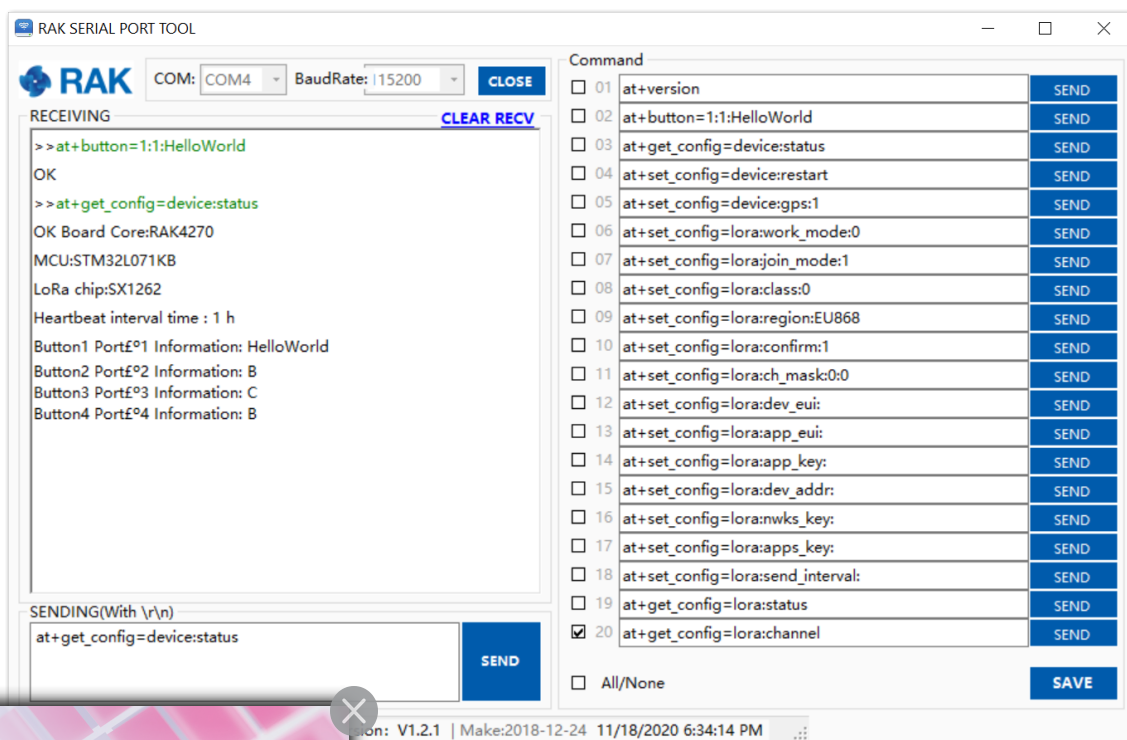 RAK SERIAL PORT TOOL
RAK COM: COM4 BaudRate: 115200 CLOSE
RECEIVING CLEAR RECV
>>at+button=1:1:HelloWorld
OK
>>at+get_config=device:status
OK Board Core:RAK4270
MCU:STM32L071KB
LoRa chip:SX1262
Heartbeat interval time : 1 h
Button1 Port£º1 Information: HelloWorld
Button2 Port£º2 Information: B
Button3 Port£º3 Information: C
Button4 Port£º4 Information: B
SENDING(With \r\n)
at+get_config=device:status
SEND
Command
01 at+version SEND
02 at+button=1:1:HelloWorld SEND
03 at+get_config=device:status SEND
04 at+set_config=device:restart SEND
05 at+set_config=device:gps:1 SEND
06 at+set_config=lora:work_mode:0 SEND
07 at+set_config=lora:join_mode:1 SEND
08 at+set_config=lora:class:0 SEND
09 at+set_config=lora:region:EU868 SEND
10 at+set_config=lora:confirm:1 SEND
11 at+set_config=lora:ch_mask:0:0 SEND
12 at+set_config=lora:dev_eui: SEND
13 at+set_config=lora:app_eui: SEND
14 at+set_config=lora:app_key: SEND
15 at+set_config=lora:dev_addr: SEND
16 at+set_config=lora:nwks_key: SEND
17 at+set_config=lora:apps_key: SEND
18 at+set_config=lora:send_interval: SEND
19 at+get_config=lora:status SEND
20 at+get_config=lora:channel SEND
All/None SAVE
V1.2.1 | Make:2018-12-24 11/18/2020 6:34:14 PM